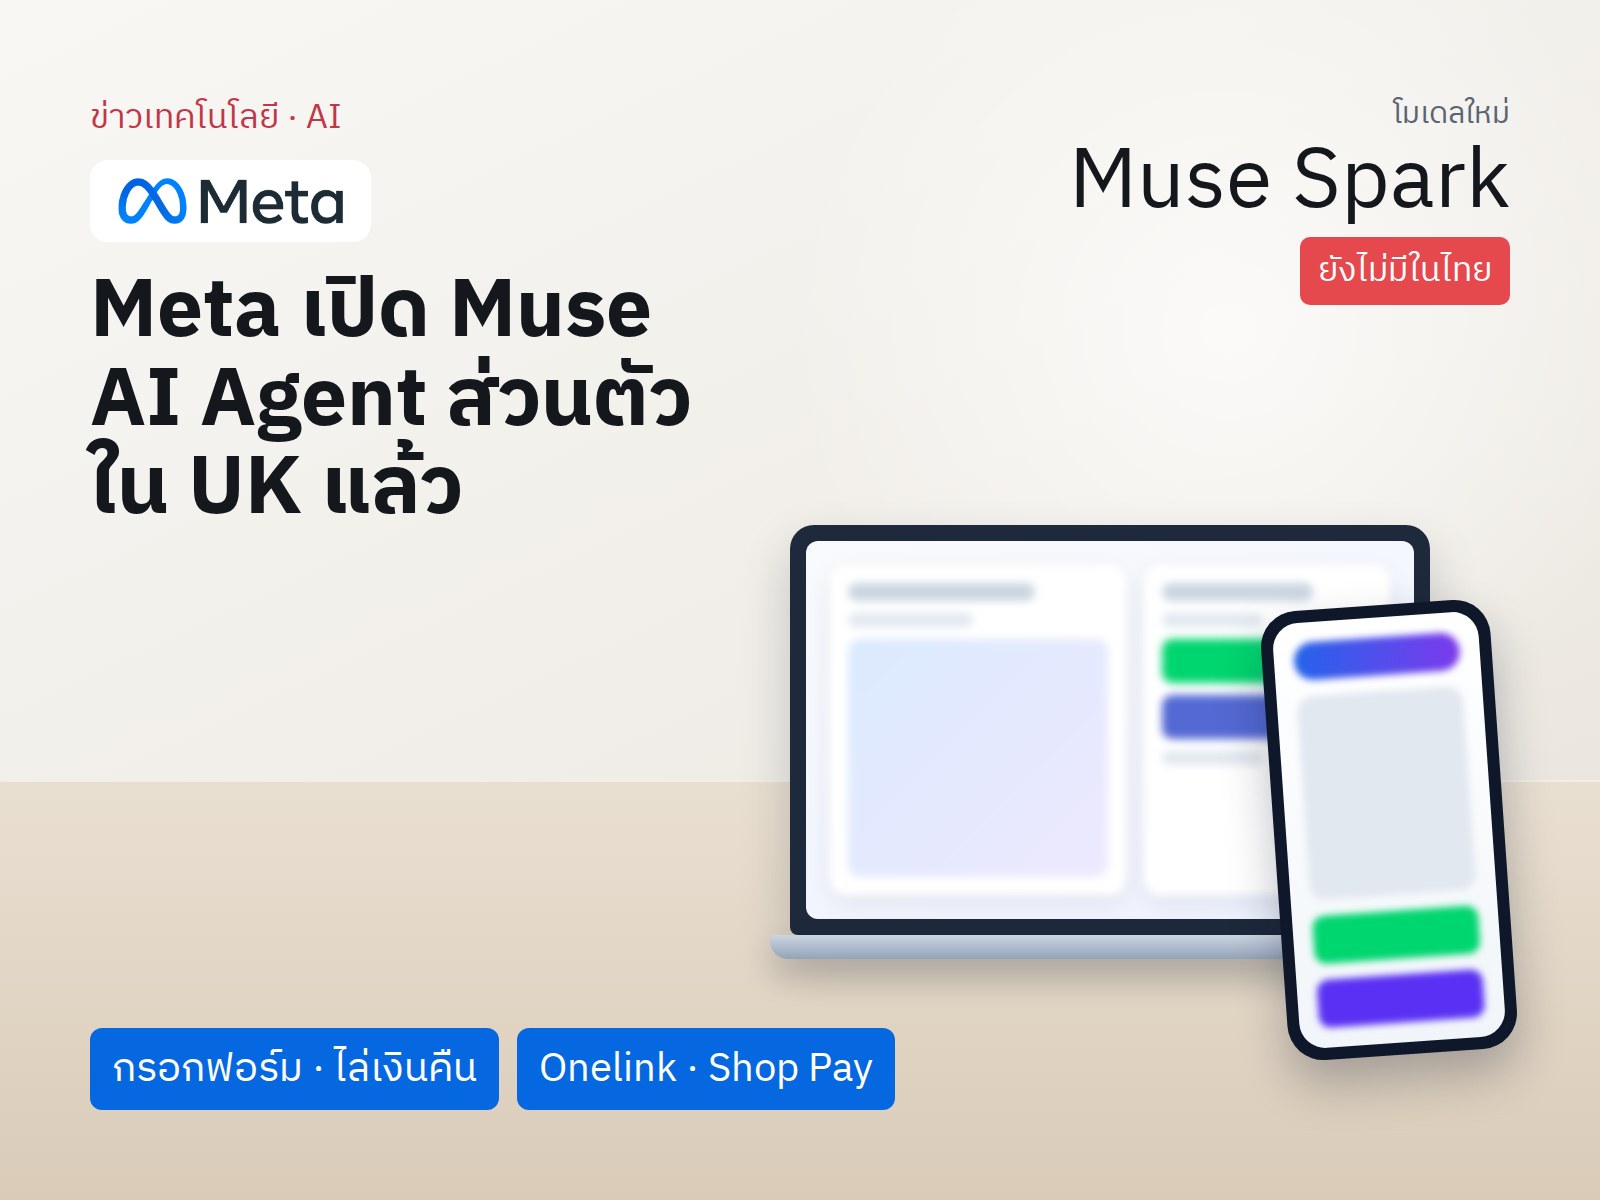 ข่าวเทคโนโลยี · AI
Meta
Meta เปิด Muse
AI Agent ส่วนตัว
ใน UK แล้ว
โมเดลใหม่
Muse Spark
ยังไม่มีในไทย
กรอกฟอร์ม · ไล่เงินคืน
Onelink · Shop Pay